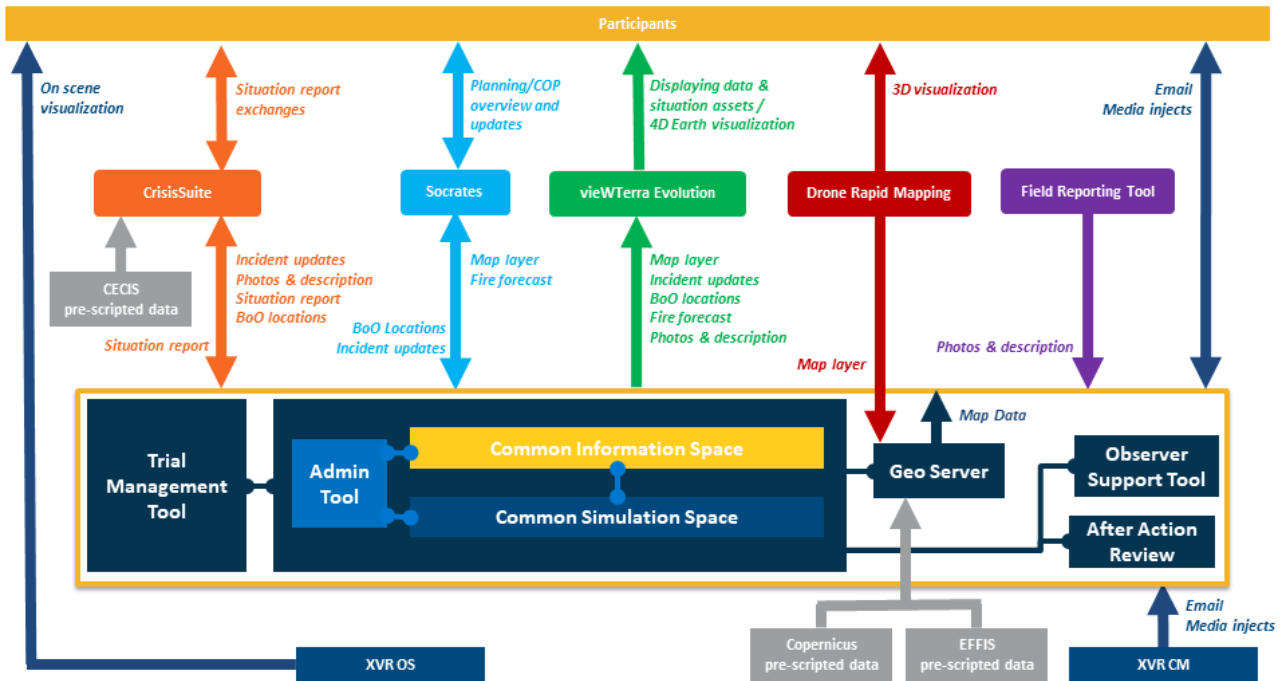 Participants
On scene
visualization
Situation report
exchanges
Planning/COP
overview and
updates
Displaying data &
situation assets /
4D Earth visualization
3D visualization
Email
Media injects
CrisisSuite
Socrates
vieWTerra Evolution
Drone Rapid Mapping
Field Reporting Tool
CECIS
pre-scripted data
Incident updates
Photos & description
Situation report
BoO locations
Situation report
Map layer
Fire forecast
BoO Locations
Incident updates
Map layer
Incident updates
BoO locations
Fire forecast
Photos & description
Map layer
Photos & description
Map Data
Trial
Management
Tool
Admin
Tool
Common Information Space
Common Simulation Space
Geo Server
Observer
Support Tool
After Action
Review
Copernicus
pre-scripted data
EFFIS
pre-scripted data
Email
Media injects
XVR OS
XVR CM